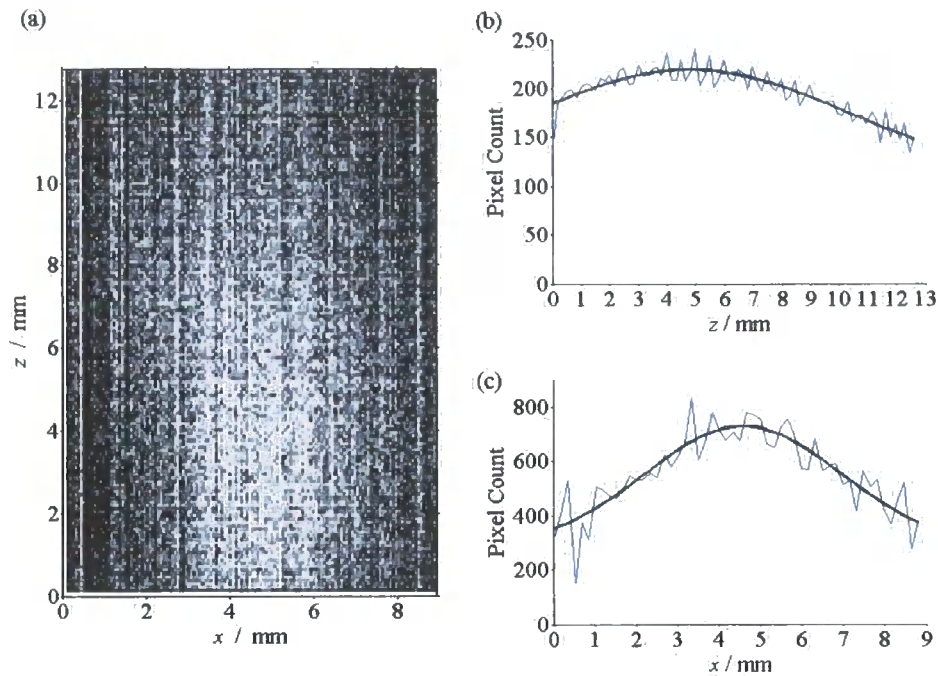 (a)
12
10
8
6
4
2
0
z / mm
0 2 4 6 8
x / mm
(b)
250
200
150
100
50
0
Pixel Count
0 1 2 3 4 5 6 7 8 9 10 11 12 13
z / mm
(c)
800
600
400
200
0
Pixel Count
0 1 2 3 4 5 6 7 8 9
x / mm